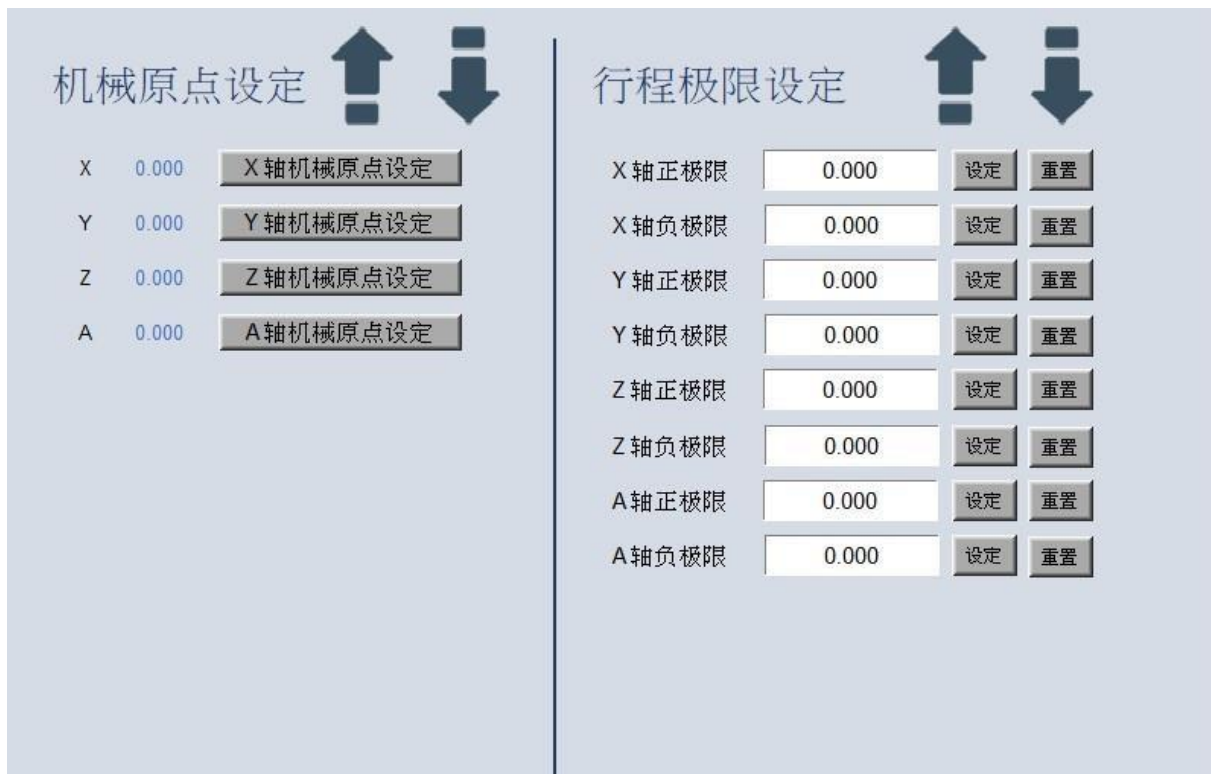 机械原点设定
X 0.000 X轴机械原点设定
Y 0.000 Y轴机械原点设定
Z 0.000 Z轴机械原点设定
A 0.000 A轴机械原点设定
行程极限设定
X轴正极限 0.000 设定 重置
X轴负极限 0.000 设定 重置
Y轴正极限 0.000 设定 重置
Y轴负极限 0.000 设定 重置
Z轴正极限 0.000 设定 重置
Z轴负极限 0.000 设定 重置
A轴正极限 0.000 设定 重置
A轴负极限 0.000 设定 重置